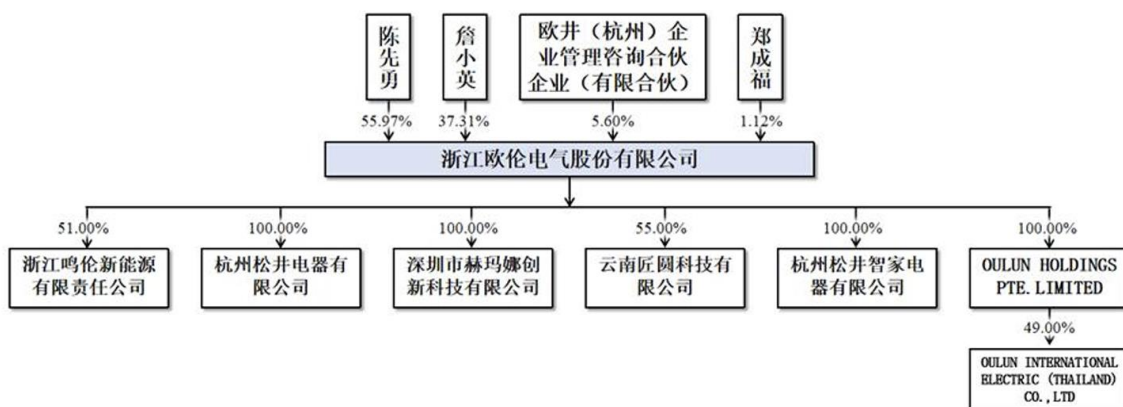 陈先勇
詹小英
欧井（杭州）企
业管理咨询合伙
企业（有限合伙）
郑成福
55.97%
37.31%
5.60%
1.12%
浙江欧伦电气股份有限公司
51.00%
100.00%
100.00%
55.00%
100.00%
100.00%
浙江鸣伦新能源
有限责任公司
杭州松井电器有
限公司
深圳市赫玛娜创
新科技有限公司
云南匠圆科技有
限公司
杭州松井智家电
器有限公司
OULUN HOLDINGS
PTE.LIMITED
49.00%
OULUN INTERNATIONAL
ELECTRIC (THAILAND)
CO.,LTD